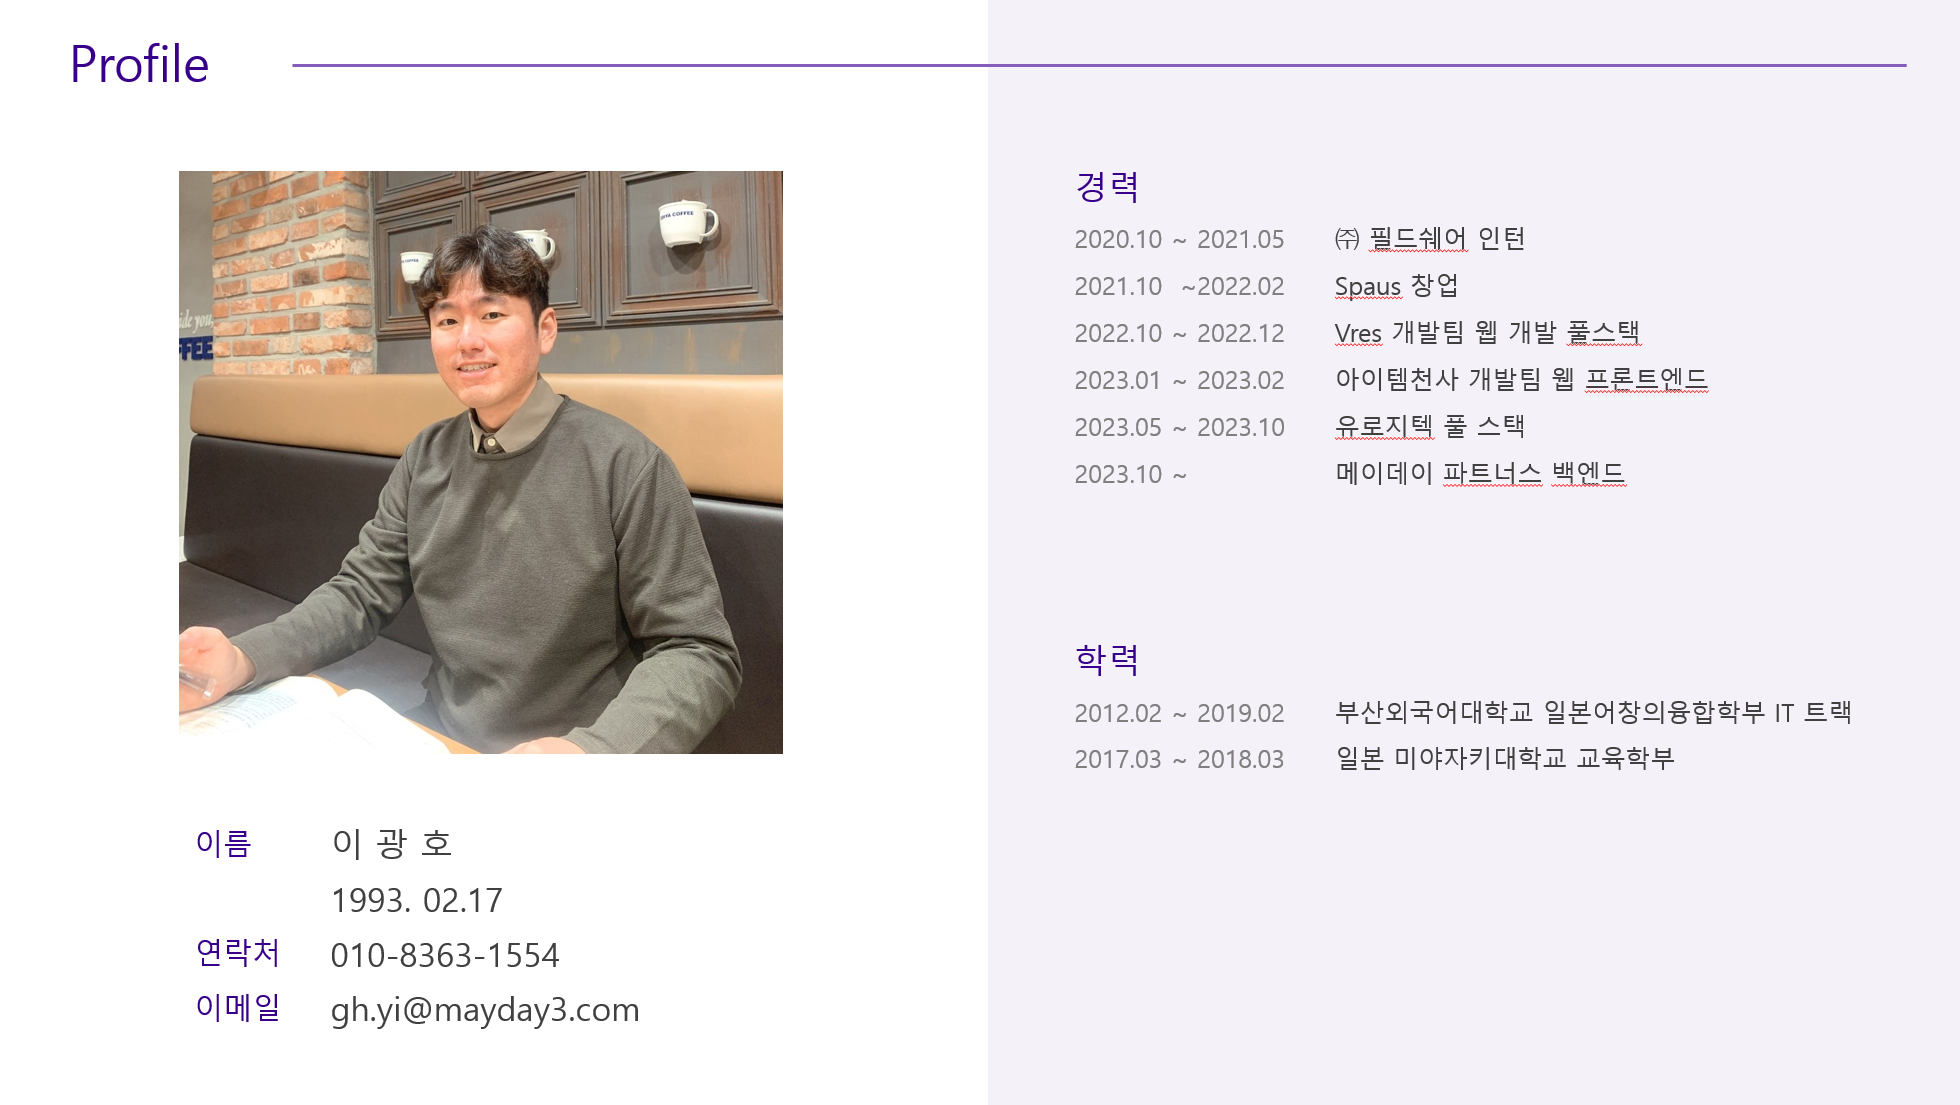 Profile
ide you,
FFEE
COFFEE
COFFEE
이름 이 광 호
1993. 02.17
연락처 010-8363-1554
이메일 gh.yi@mayday3.com
경력
2020.10 ~ 2021.05 ㈜ 필드쉐어 인턴
2021.10 ~2022.02 Spaus 창업
2022.10 ~ 2022.12 Vres 개발팀 웹 개발 풀스택
2023.01 ~ 2023.02 아이템천사 개발팀 웹 프론트엔드
2023.05 ~ 2023.10 유로지텍 풀 스택
2023.10 ~ 메이데이 파트너스 백엔드
학력
2012.02 ~ 2019.02 부산외국어대학교 일본어창의융합학부 IT 트랙
2017.03 ~ 2018.03 일본 미야자키대학교 교육학부